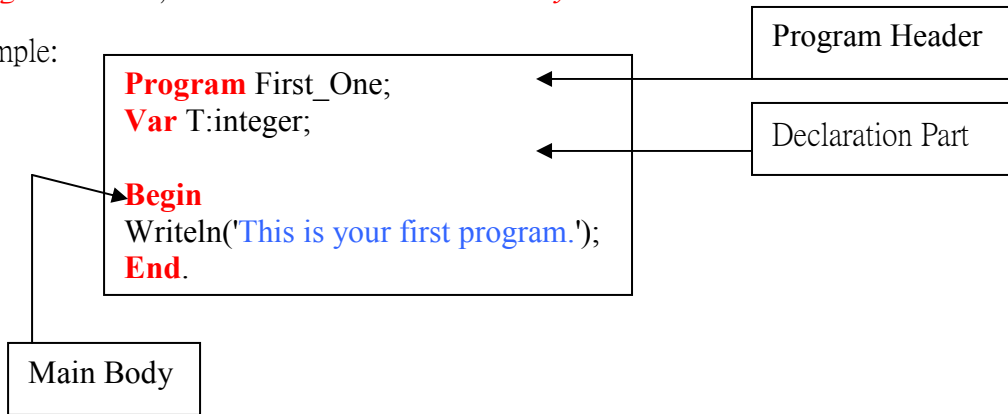 Program Header
mple:
Program First_One;
Var T:integer;
Declaration Part
Begin
Writeln('This is your first program.');
End.
Main Body